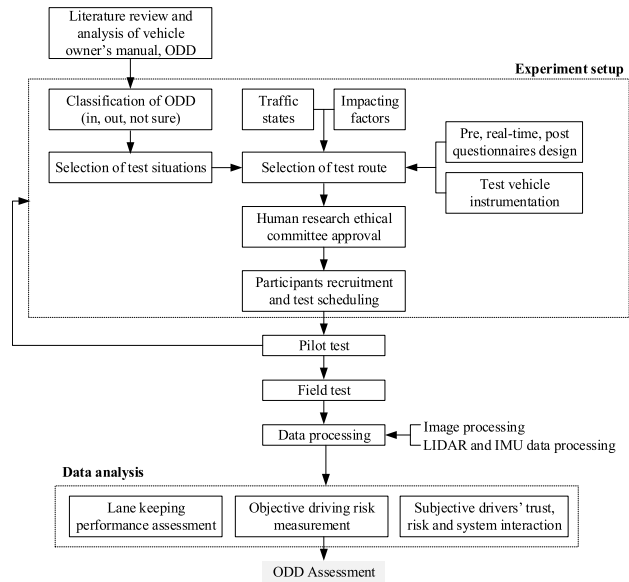 Literature review and
analysis of vehicle
owner's manual, ODD
Experiment setup
Classification of ODD
(in, out, not sure)
Traffic
states
Impacting
factors
Pre, real-time, post
questionnaires design
Selection of test situations
Selection of test route
Test vehicle
instrumentation
Human research ethical
committee approval
Participants recruitment
and test scheduling
Pilot test
Field test
Data processing
Image processing
LIDAR and IMU data processing
Data analysis
Lane keeping
performance assessment
Objective driving risk
measurement
Subjective drivers' trust,
risk and system interaction
ODD Assessment